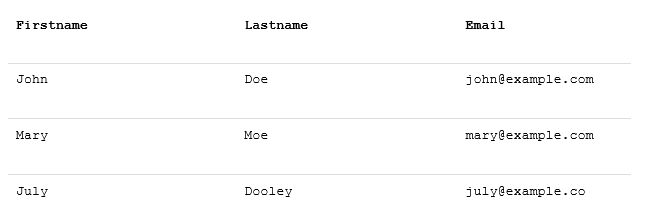 Firstname Lastname Email
John Doe john@example.com
Mary Moe mary@example.com
July Dooley july@example.co